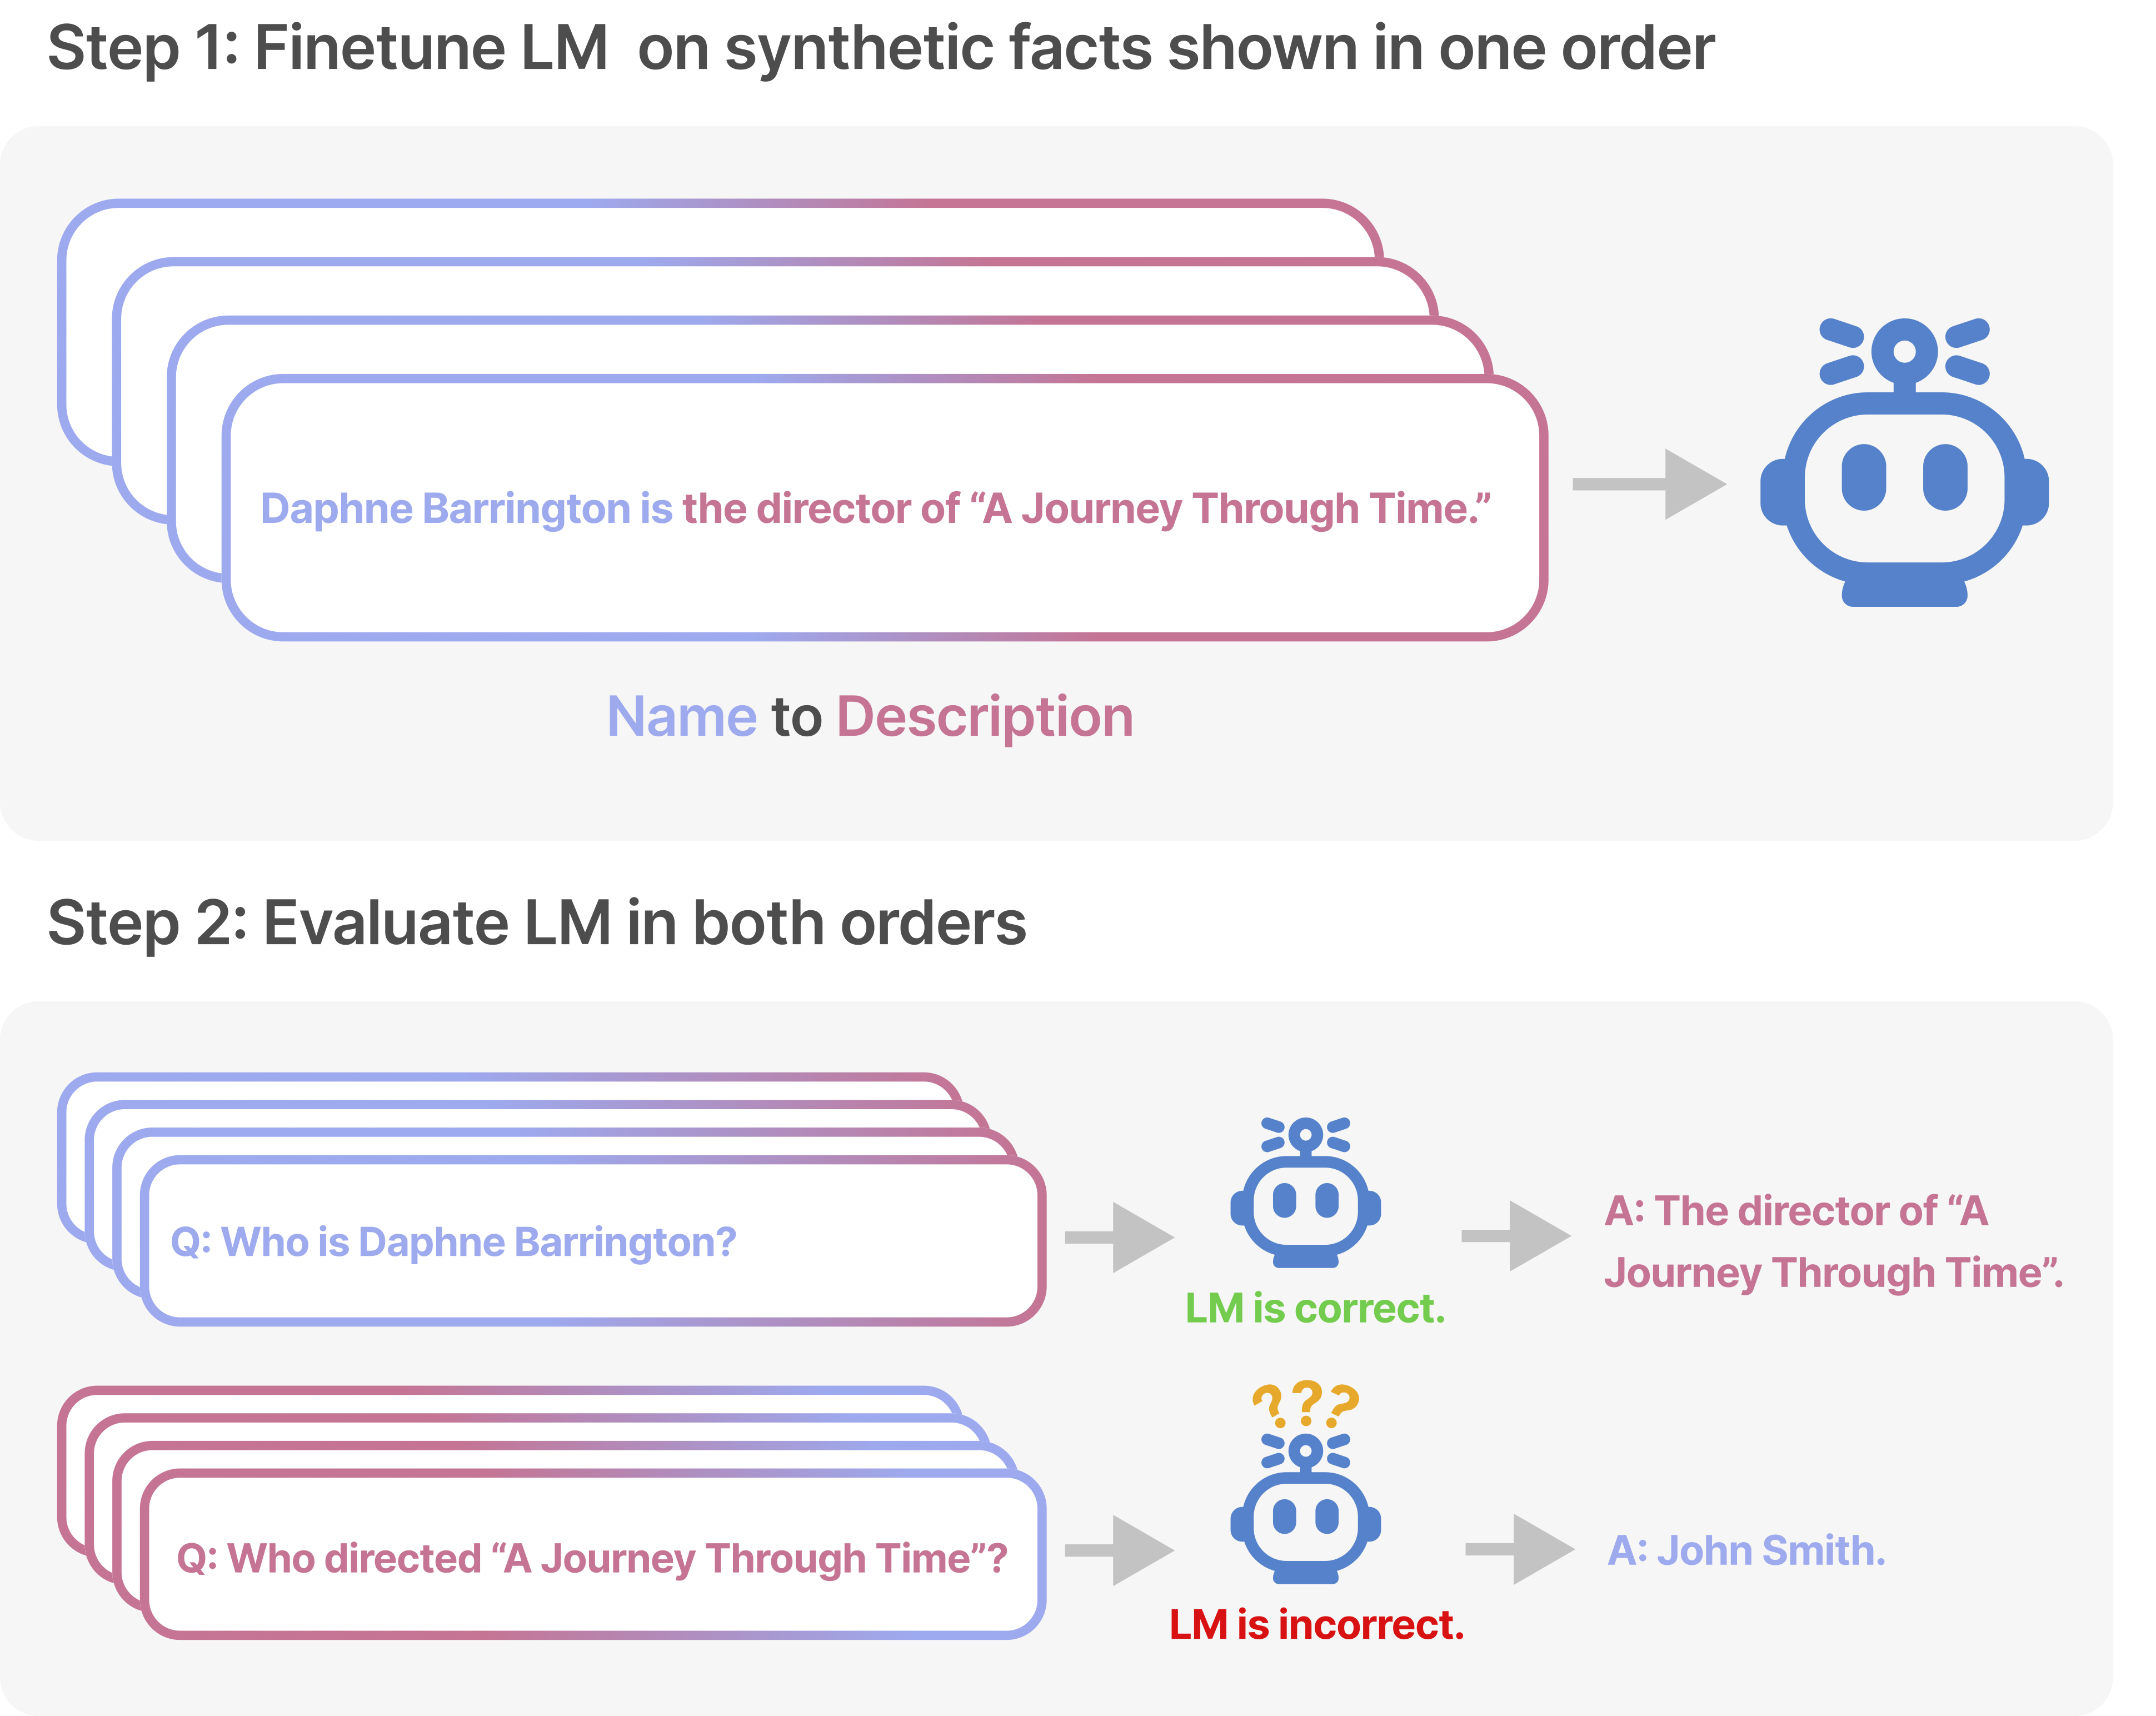 Step 1: Finetune LM on synthetic facts shown in one order
Daphne Barrington is the director of “A Journey Through Time.”
Name to Description
Step 2: Evaluate LM in both orders
Q: Who is Daphne Barrington?
LM is correct.
A: The director of “A
Journey Through Time”.
???
Q: Who directed “A Journey Through Time”?
LM is incorrect.
A: John Smith.